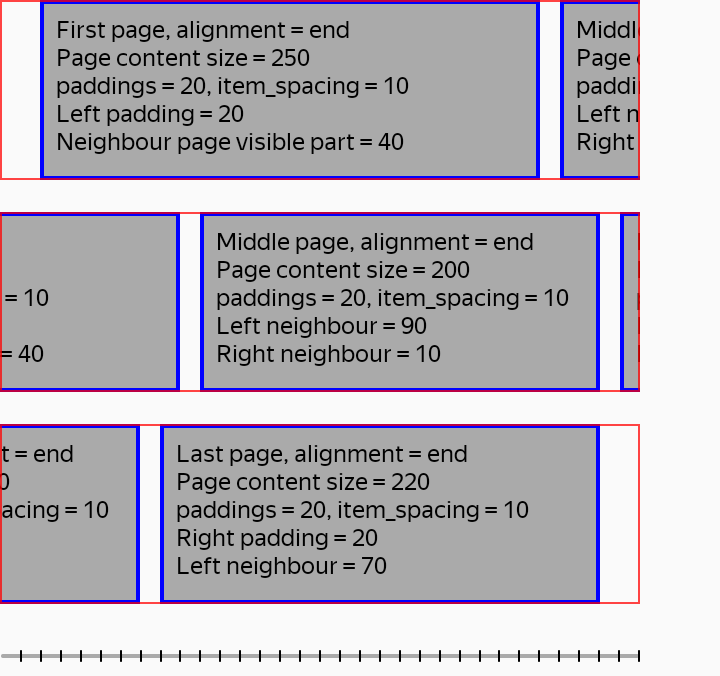 First page, alignment = end
Page content size = 250
paddings = 20, item_spacing = 10
Left padding = 20
Neighbour page visible part = 40
Middl
Page
paddi
Left n
Right
= 10
= 40
Middle page, alignment = end
Page content size = 200
paddings = 20, item_spacing = 10
Left neighbour = 90
Right neighbour = 10
t = end
0
acing = 10
Last page, alignment = end
Page content size = 220
paddings = 20, item_spacing = 10
Right padding = 20
Left neighbour = 70